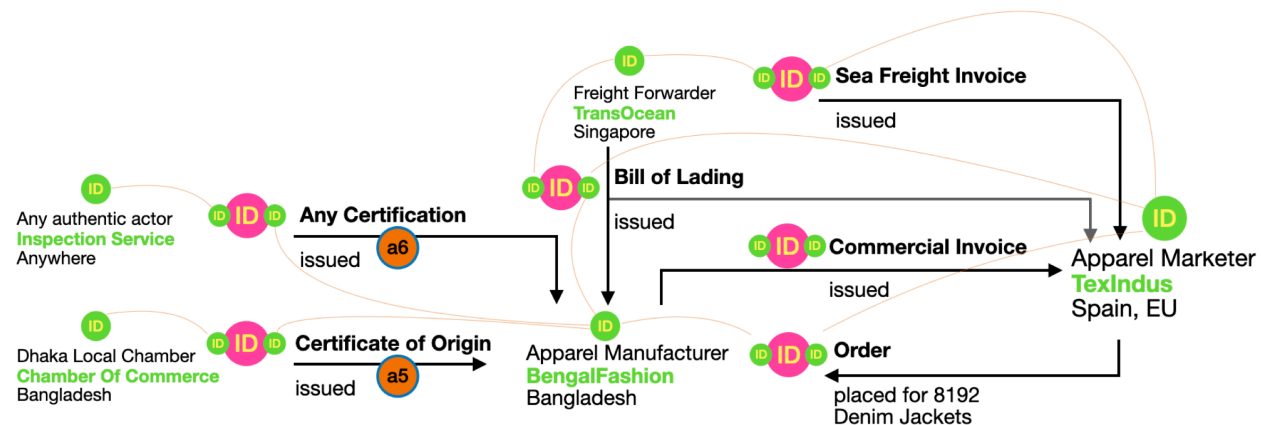 ID
Freight Forwarder
TransOcean
Singapore
ID ID ID
Sea Freight Invoice
issued
ID ID ID
Bill of Lading
issued
ID
Any authentic actor
Inspection Service
Anywhere
ID ID ID
Any Certification
issued
a6
ID ID ID
Commercial Invoice
issued
ID
Apparel Marketer
TexIndus
Spain, EU
ID
Dhaka Local Chamber
Chamber Of Commerce
Bangladesh
ID ID ID
Certificate of Origin
issued
a5
ID
Apparel Manufacturer
BengalFashion
Bangladesh
ID ID ID
Order
placed for 8192
Denim Jackets